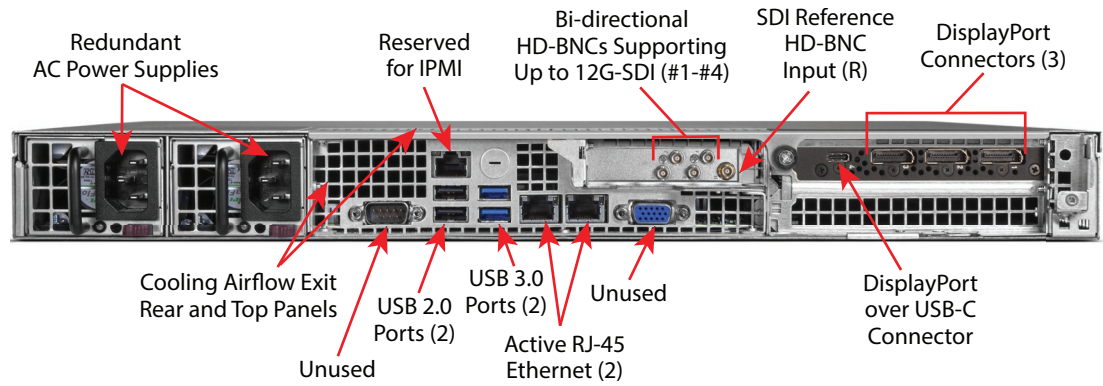 Redundant
AC Power Supplies
Reserved
for IPMI
Bi-directional
HD-BNCs Supporting
Up to 12G-SDI (#1-#4)
SDI Reference
HD-BNC
Input (R)
DisplayPort
Connectors (3)
Cooling Airflow Exit
Rear and Top Panels
Unused
USB 2.0
Ports (2)
USB 3.0
Ports (2)
Active RJ-45
Ethernet (2)
Unused
DisplayPort
over USB-C
Connector